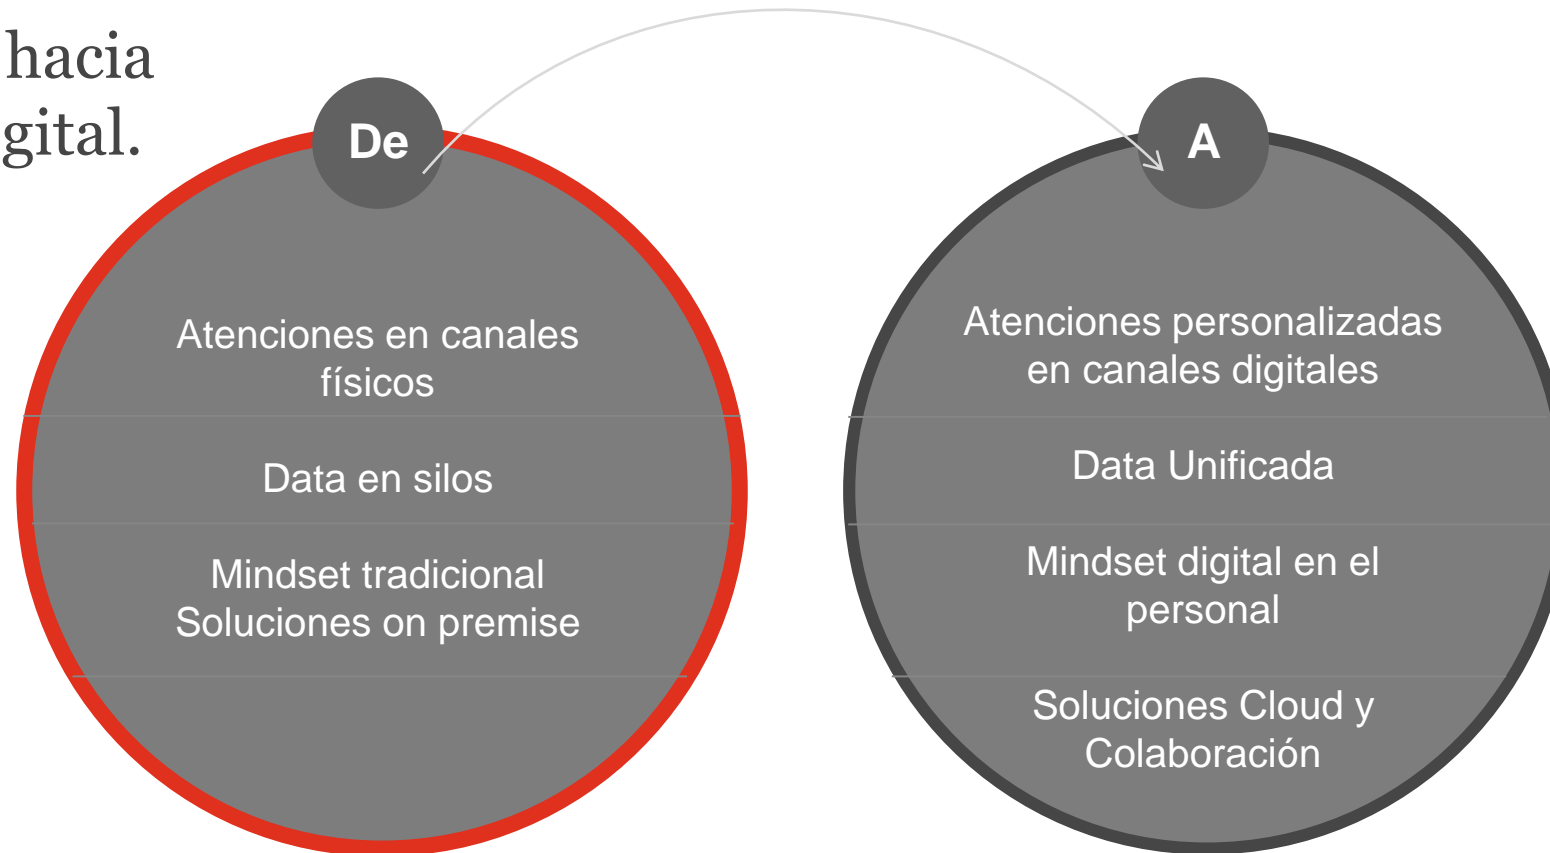 hacia
gital.
De
Atenciones en canales
físicos
Data en silos
Mindset tradicional
Soluciones on premise
A
Atenciones personalizadas
en canales digitales
Data Unificada
Mindset digital en el
personal
Soluciones Cloud y
Colaboración